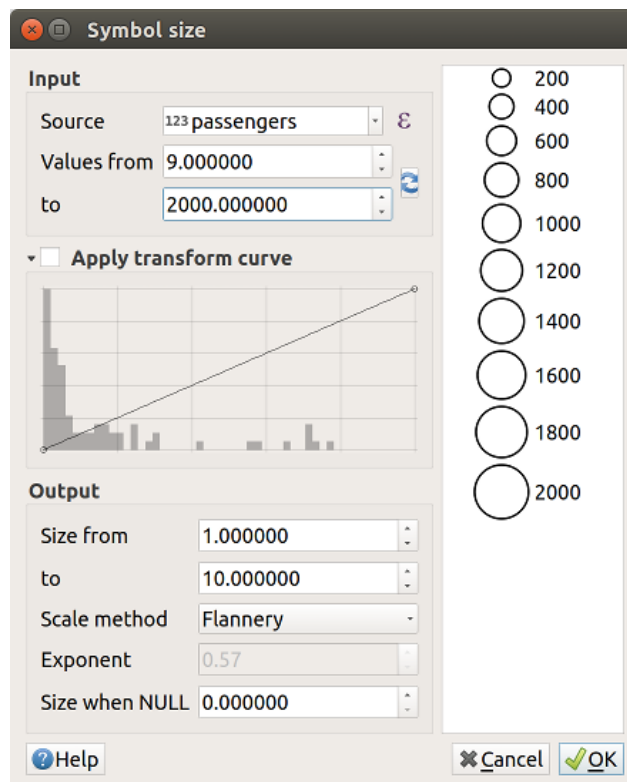 Symbol size
Input
Source 123 passengers ε
Values from 9.000000
to 2000.000000
Apply transform curve
Output
Size from 1.000000
to 10.000000
Scale method Flannery
Exponent 0.57
Size when NULL 0.000000
200
400
600
800
1000
1200
1400
1600
1800
2000
?Help
Cancel OK